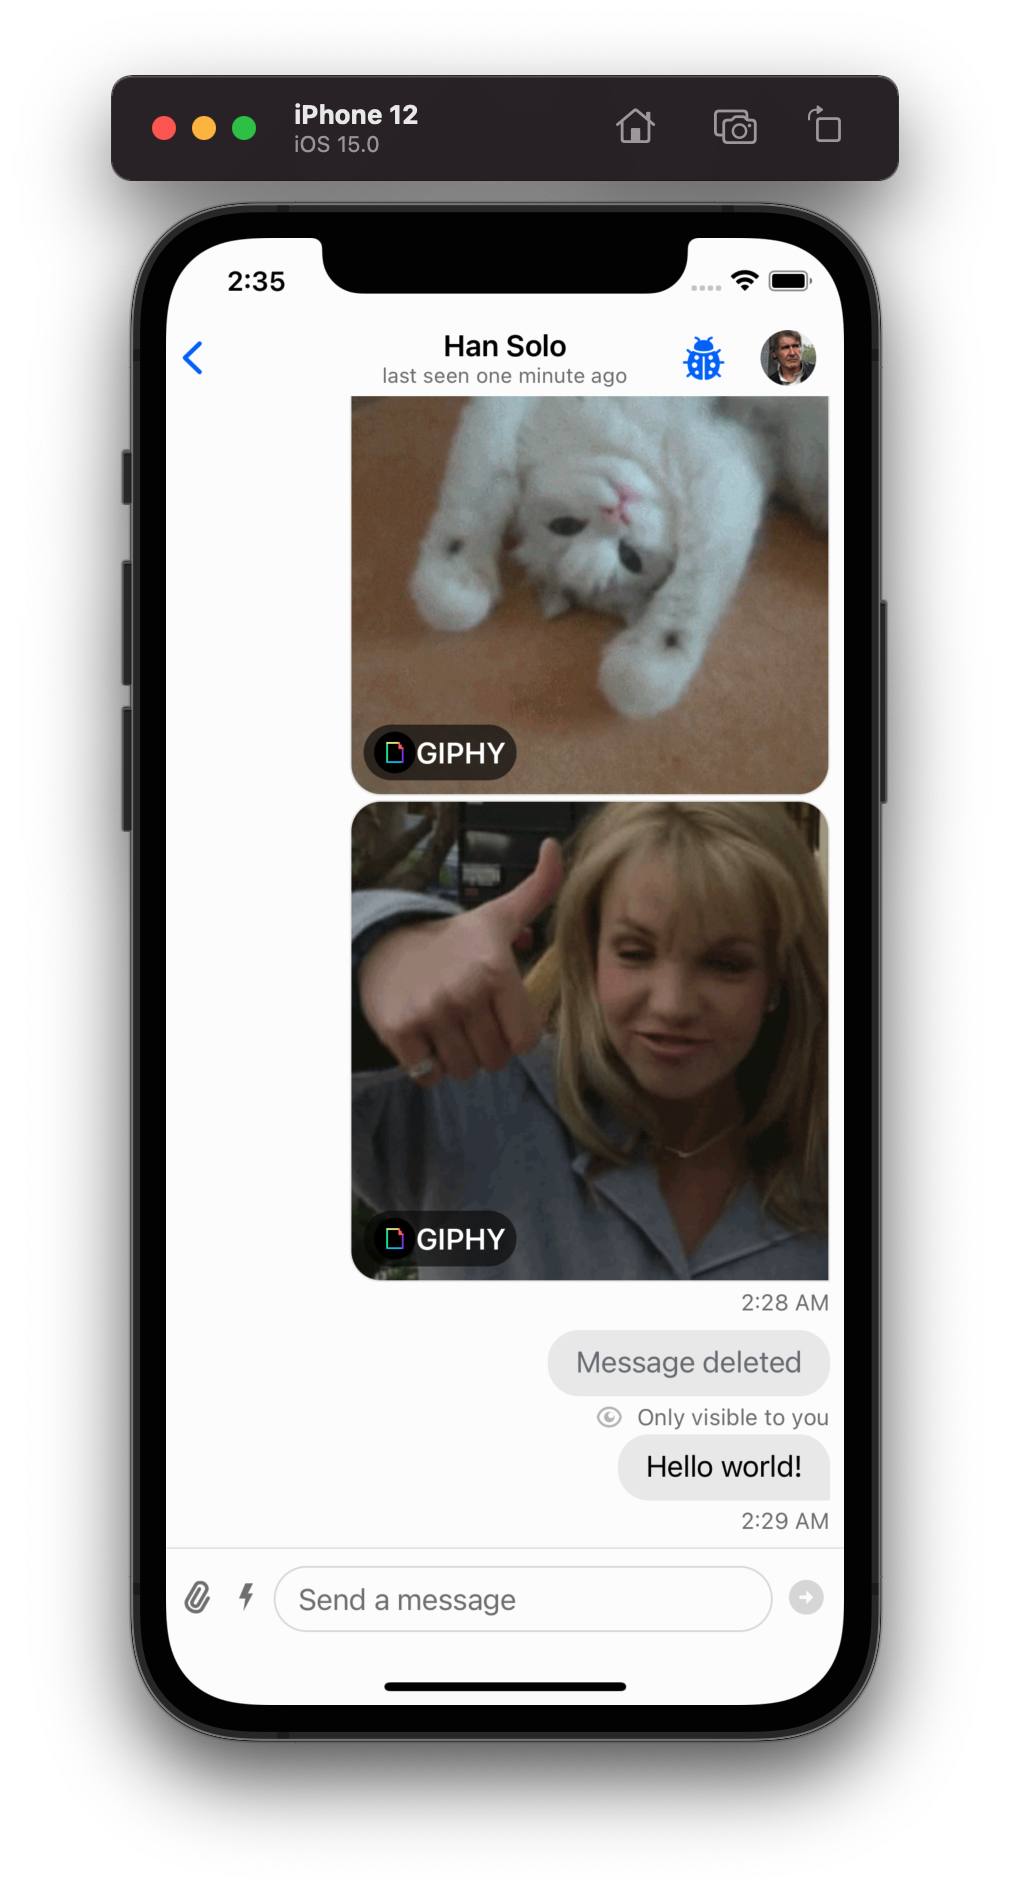 iPhone 12
iOS 15.0
2:35
Han Solo
last seen one minute ago
GIPHY
GIPHY
2:28 AM
Message deleted
Only visible to you
Hello world!
2:29 AM
Send a message